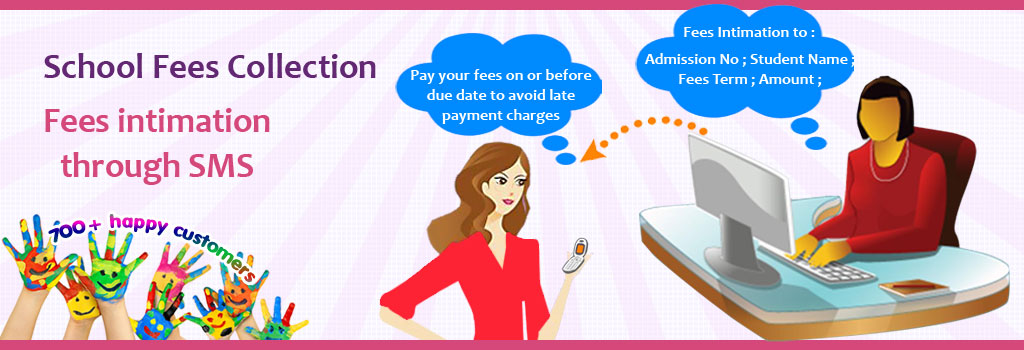 School Fees Collection
Fees intimation
through SMS
700+ happy customers
Pay your fees on or before
due date to avoid late
payment charges
Fees Intimation to :
Admission No ; Student Name ;
Fees Term ; Amount ;